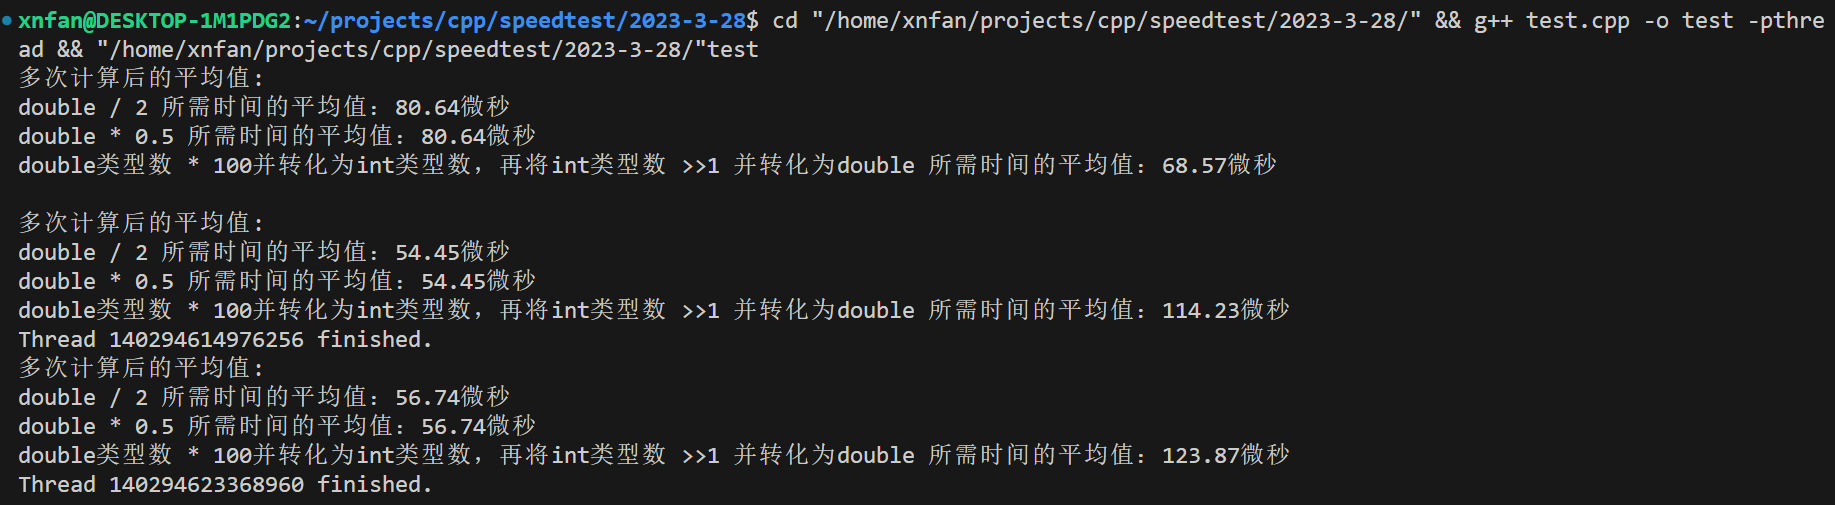 xnfan@DESKTOP-1M1PDG2:~/projects/cpp/speedtest/2023-3-28$ cd "/home/xnfan/projects/cpp/speedtest/2023-3-28/" && g++ test.cpp -o test -pthre
ad && "/home/xnfan/projects/cpp/speedtest/2023-3-28/"test
多次计算后的平均值:
double / 2 所需时间的平均值: 80.64微秒
double * 0.5 所需时间的平均值: 80.64微秒
double类型数 * 100并转化为int类型数，再将int类型数 >>1 并转化为double 所需时间的平均值: 68.57微秒
多次计算后的平均值:
double / 2 所需时间的平均值: 54.45微秒
double * 0.5 所需时间的平均值: 54.45微秒
double类型数 * 100并转化为int类型数，再将int类型数 >>1 并转化为double 所需时间的平均值: 114.23微秒
Thread 140294614976256 finished.
多次计算后的平均值:
double / 2 所需时间的平均值: 56.74微秒
double * 0.5 所需时间的平均值: 56.74微秒
double类型数 * 100并转化为int类型数，再将int类型数 >>1 并转化为double 所需时间的平均值: 123.87微秒
Thread 140294623368960 finished.